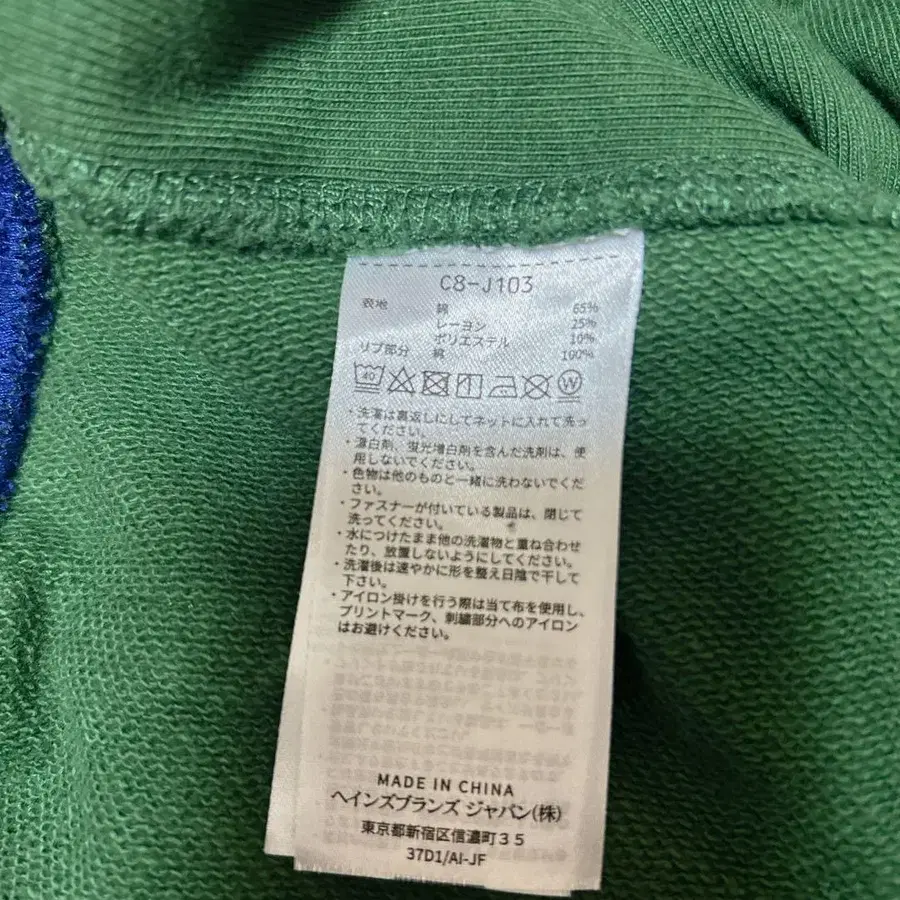 C8-J103
表地 綿 65%
レーヨン 25%
ポリエステル 10%
リブ部分 綿 100%
40 W
・洗濯は裏返しにしてネットに入れて洗っ
てください。
・漂白剤、蛍光増白剤を含んだ洗剤は、使
用しないでください。
・色物は他のものと一緒に洗わないでくだ
さい。
・ファスナーが付いている製品は、閉じて
洗ってください。
・水につけたまま他の洗濯物と重ね合わせ
たり、放置しないようにしてください。
・洗濯後は速やかに形を整え日陰で干して
下さい。
・アイロン掛けを行う際は当て布を使用し、
プリントマーク、刺繍部分へのアイロン
はお避けください。
MADE IN CHINA
ヘインズブランズ ジャパン(株)
東京都新宿区信濃町35
37D1/AI-JF